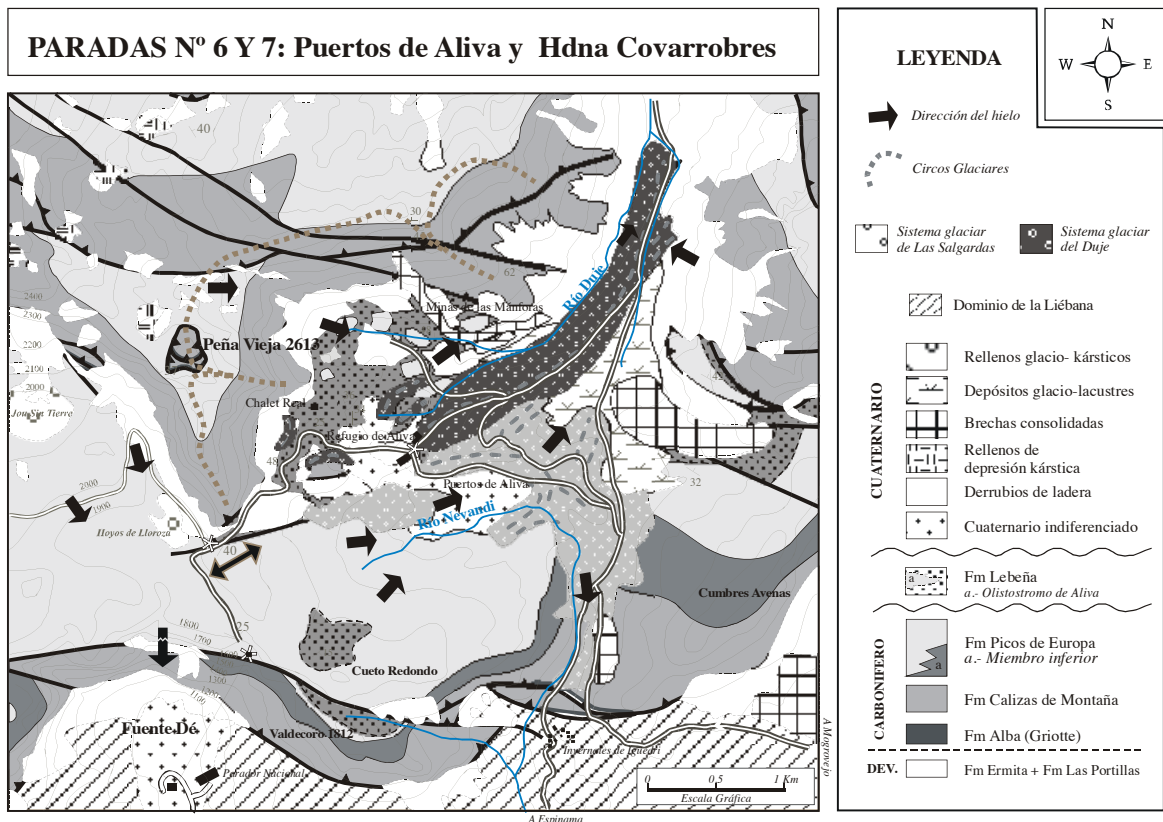 PARADAS Nº 6 Y 7: Puertos de Aliva y Hdna Covarrobres
LEYENDA
N
W
E
S
Dirección del hielo
Circos Glaciares
Sistema glaciar
de Las Salgardas
Sistema glaciar
del Duje
Dominio de la Liébana
CUATERNARIO
Rellenos glacio- kársticos
Depósitos glacio-lacustres
Brechas consolidadas
Rellenos de
depresión kárstica
Derrubios de ladera
Cuaternario indiferenciado
a
Fm Lebeña
a.- Olistostromo de Aliva
CARBONIFERO
Fm Picos de Europa
a.- Miembro inferior
a
Fm Calizas de Montaña
Fm Alba (Griotte)
DEV.
Fm Ermita + Fm Las Portillas
40
30
62
2400
2300
2200
2100
2000
Jou Sin Tierre
Peña Vieja 2613
Minas de las Mánforas
Río Duje
Chalet Real
Refugio de Aliva
48
Puertos de Aliva
32
2000
1900
Hoyos de Lloroza
40
Río Nevandi
Cumbres Avenas
25
1800
1700
1300
1200
1100
Cueto Redondo
Fuente Dé
Valdecoro 1812
Parador Nacional
Invernales de Igüedri
A Mogrovejo
0
0,5
1 Km
Escala Gráfica
A Espinama